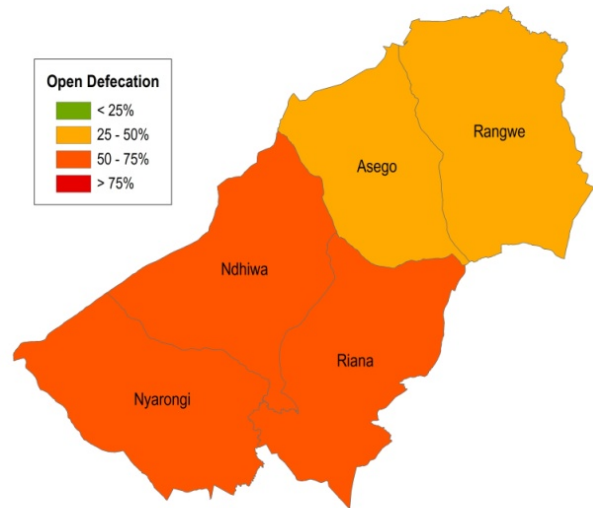 Open Defecation
< 25%
25 - 50%
50 - 75%
> 75%
Rangwe
Asego
Ndhiwa
Riana
Nyarongi